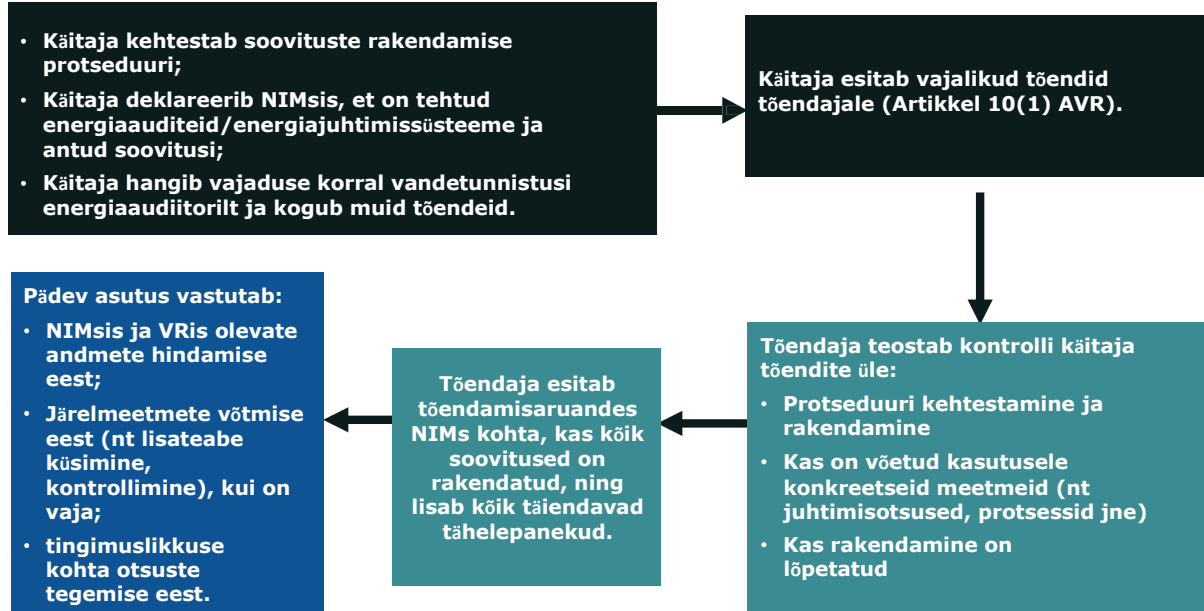 • Käitaja kehtestab soovituste rakendamise
protseduuri;
• Käitaja deklareerib NIMsis, et on tehtud
energiaauditeid/energiajuhtimissüsteeme ja
antud soovitusi;
• Käitaja hangib vajaduse korral vandetunnistusi
energiaaudiitorilt ja kogub muid tõendeid.
Käitaja esitab vajalikud tõendid
tõendajale (Artikkel 10(1) AVR).
Tõendaja teostab kontrolli käitaja
tõendite üle:
• Protseduuri kehtestamine ja
rakendamine
• Kas on võetud kasutusele
konkreetseid meetmeid (nt
juhtimisotsused, protsessid jne)
• Kas rakendamine on
lõpetatud
Tõendaja esitab
tõendamisaruandes
NIMs kohta, kas kõik
soovitused on
rakendatud, ning
lisab kõik täiendavad
tähelepanekud.
Pädev asutus vastutab:
• NIMsis ja VRis olevate
andmete hindamise
eest;
• Järelmeetmete võtmise
eest (nt lisateabe
küsimine,
kontrollimine), kui on
vaja;
• tingimuslikkuse
kohta otsuste
tegemise eest.